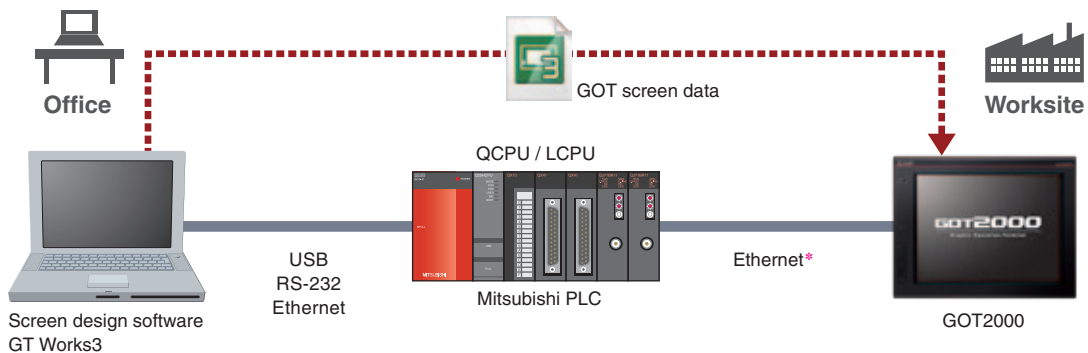 Office
GOT screen data
Worksite
QCPU / LCPU
MITSUBISHI
GOT2000
USB
RS-232
Ethernet
Ethernet*
Mitsubishi PLC
Screen design software
GT Works3
GOT2000